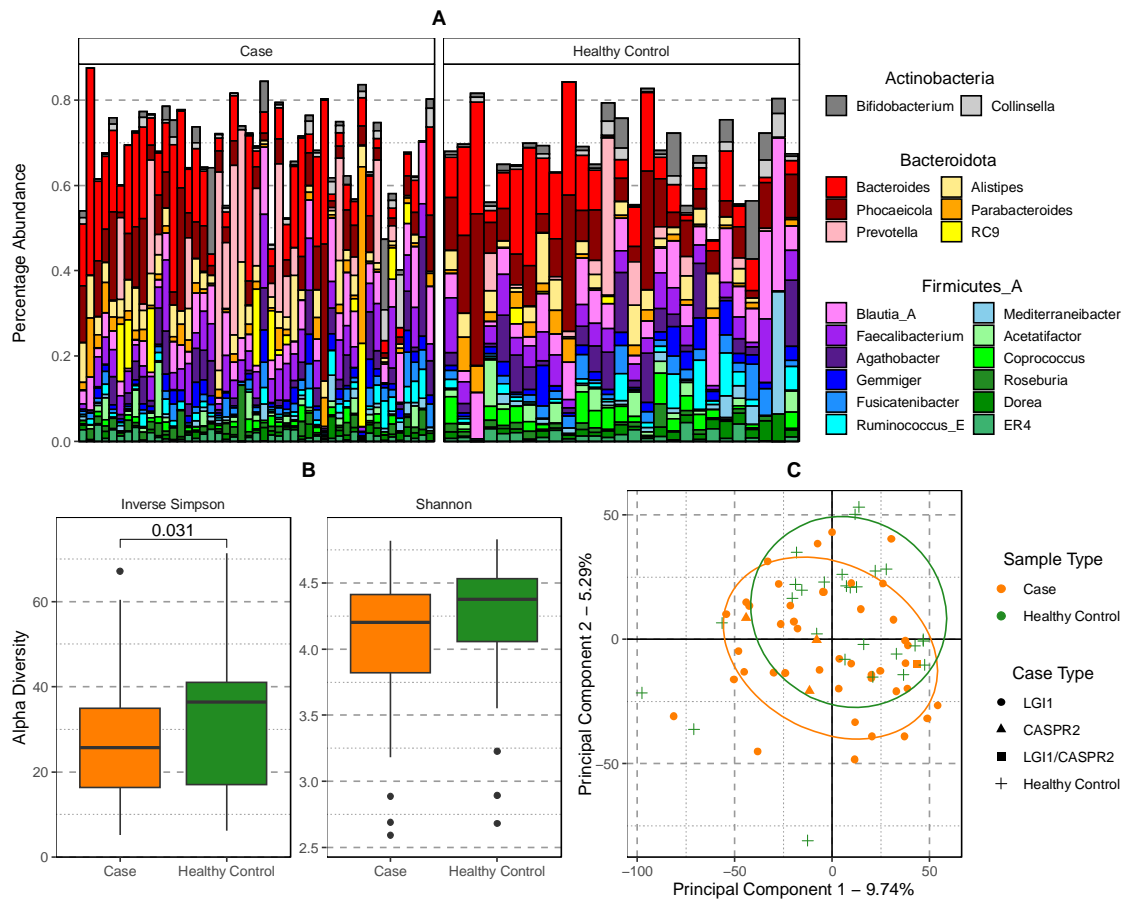 A
Case
Healthy Control
Percentage Abundance
0.8
0.6
0.4
0.2
0.0
Actinobacteria
Bifidobacterium
Collinsella
Bacteroidota
Bacteroides
Alistipes
Phocaeicola
Parabacteroides
Prevotella
RC9
Firmicutes_A
Blautia_A
Mediterraneibacter
Faecalibacterium
Acetatifactor
Agathobacter
Coprococcus
Gemmiger
Roseburia
Fusicatenibacter
Dorea
Ruminococcus_E
ER4
B
Inverse Simpson
Shannon
0.031
Alpha Diversity
60
40
20
0
4.5
4.0
3.5
3.0
2.5
Case
Healthy Control
Case
Healthy Control
C
Principal Component 2 − 5.29%
50
0
−50
−100
−50
0
50
Principal Component 1 − 9.74%
Sample Type
Case
Healthy Control
Case Type
LGI1
CASPR2
LGI1/CASPR2
Healthy Control